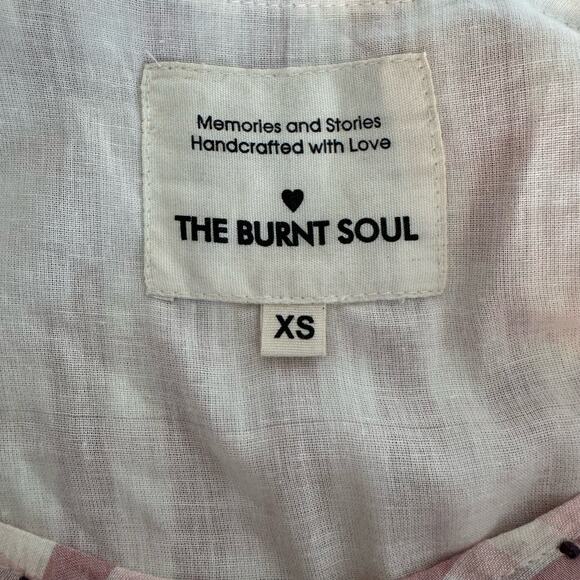 Memories and Stories
Handcrafted with Love
THE BURNT SOUL
XS